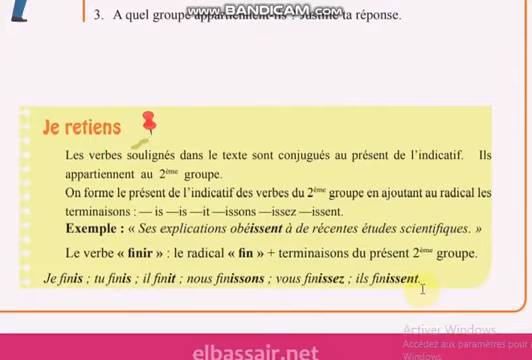 www.BANDICAM.com
3. A quel groupe appartiennent-ils ? Justifie ta réponse.
Je retiens
Les verbes soulignés dans le texte sont conjugués au présent de l'indicatif. Ils
appartiennent au 2ème groupe.
On forme le présent de l'indicatif des verbes du 2ème groupe en ajoutant au radical les
terminaisons : —is —is —it —issons —issez —issent.
Exemple : « Ses explications obéissent à de récentes études scientifiques. »
Le verbe « finir » : le radical « fin » + terminaisons du présent 2ème groupe.
Je finis ; tu finis ; il finit ; nous finissons ; vous finissez ; ils finissent.
Activer Windows
Accédez aux paramètres pour
Windows.
elbassair.net